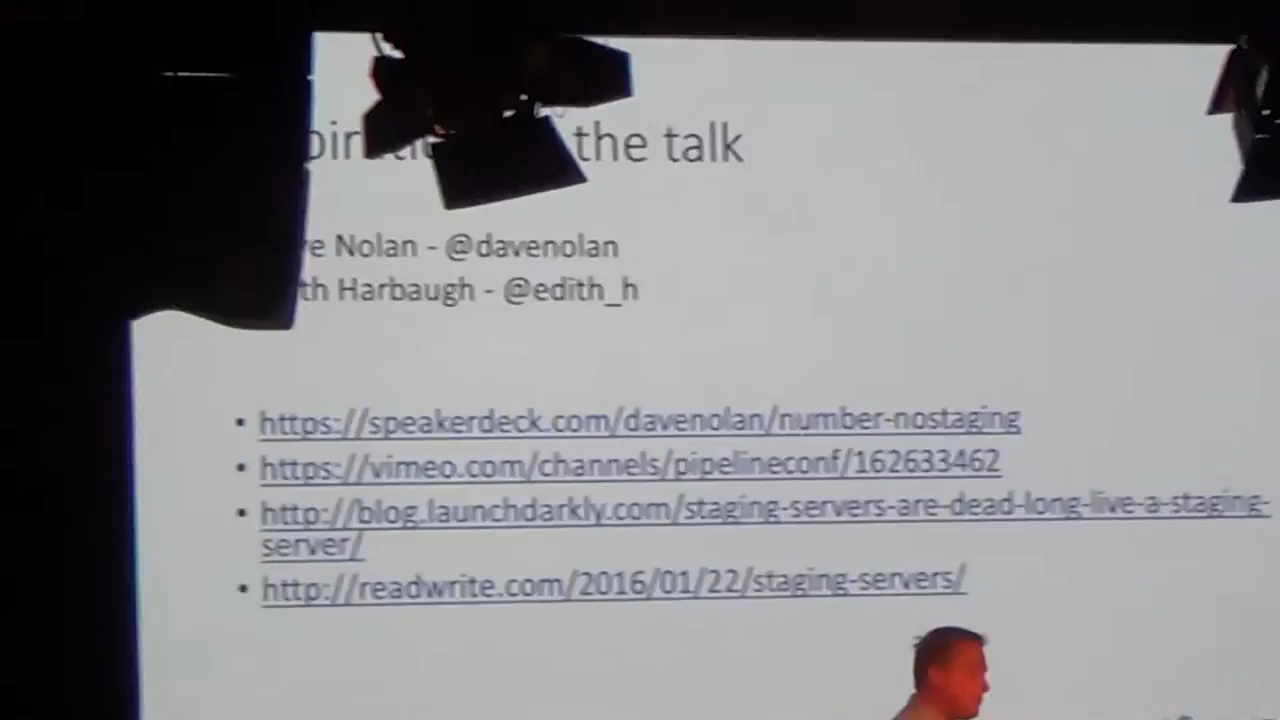 the talk
Nolan - @davenolan
Harbaugh - @edith_h
• https://speakerdeck.com/davenolan/number-nostaging
• https://vimeo.com/channels/pipelineconf/162633462
• http://blog.launchdarkly.com/staging-servers-are-dead-long-live-a-staging-
server/
• http://readwrite.com/2016/01/22/staging-servers/